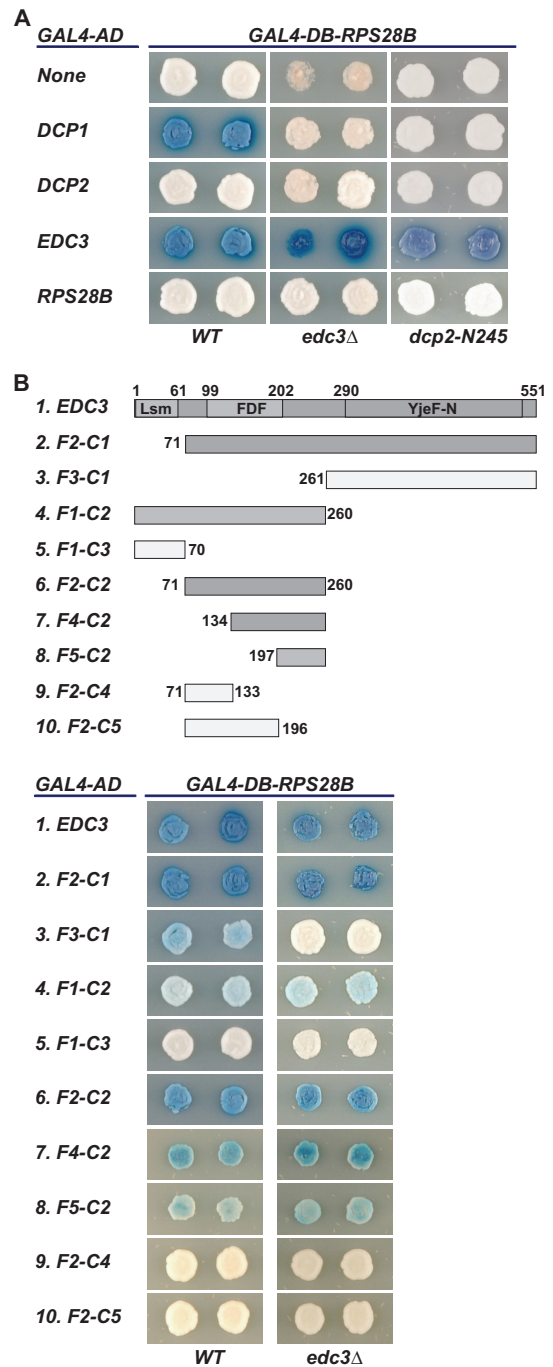 A
GAL4-AD GAL4-DB-RPS28B
None
DCP1
DCP2
EDC3
RPS28B
WT edc3Δ dcp2-N245
B
1 61 99 202 290 551
1. EDC3 Lsm FDF YjeF-N
2. F2-C1 71
3. F3-C1 261
4. F1-C2 260
5. F1-C3 70
6. F2-C2 71 260
7. F4-C2 134
8. F5-C2 197
9. F2-C4 71 133
10. F2-C5 196
GAL4-AD GAL4-DB-RPS28B
1. EDC3
2. F2-C1
3. F3-C1
4. F1-C2
5. F1-C3
6. F2-C2
7. F4-C2
8. F5-C2
9. F2-C4
10. F2-C5
WT edc3Δ